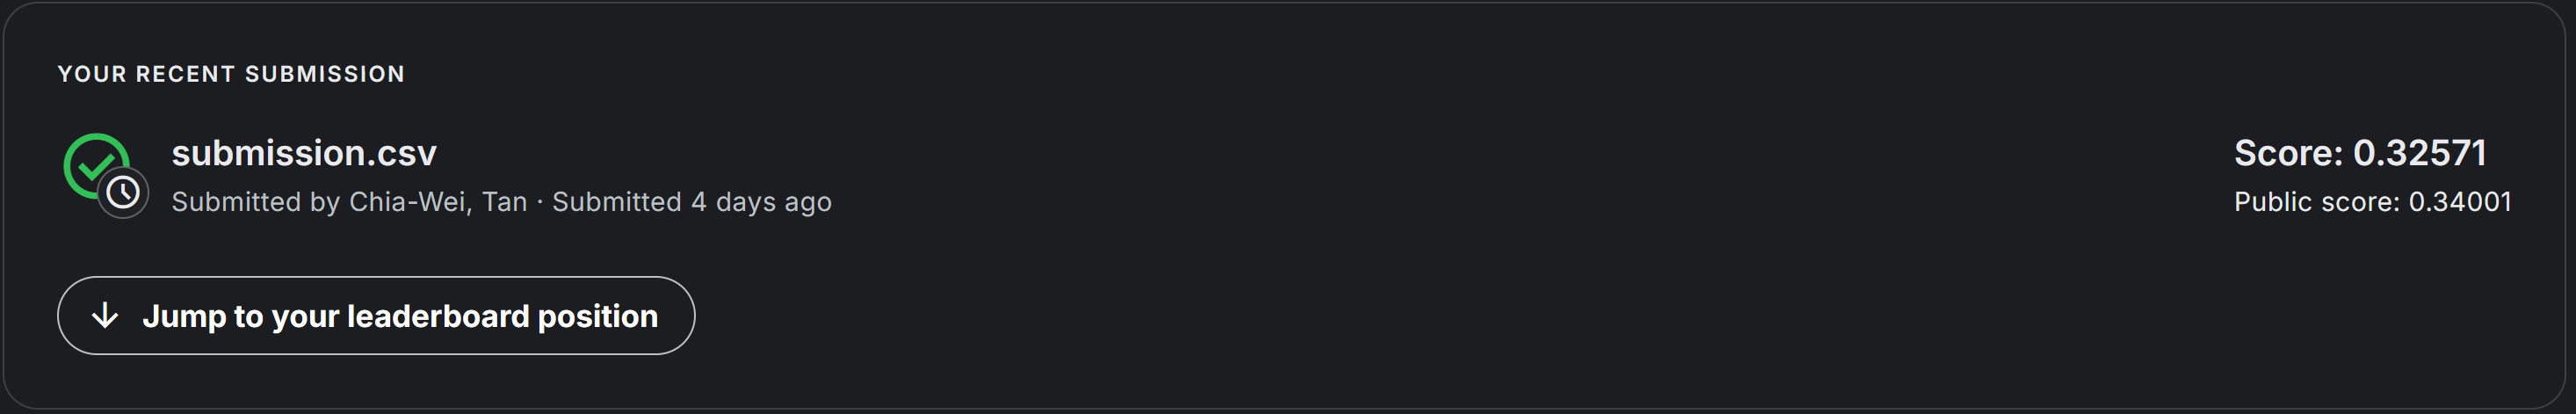 YOUR RECENT SUBMISSION
submission.csv
Score: 0.32571
Submitted by Chia-Wei, Tan · Submitted 4 days ago
Public score: 0.34001
Jump to your leaderboard position